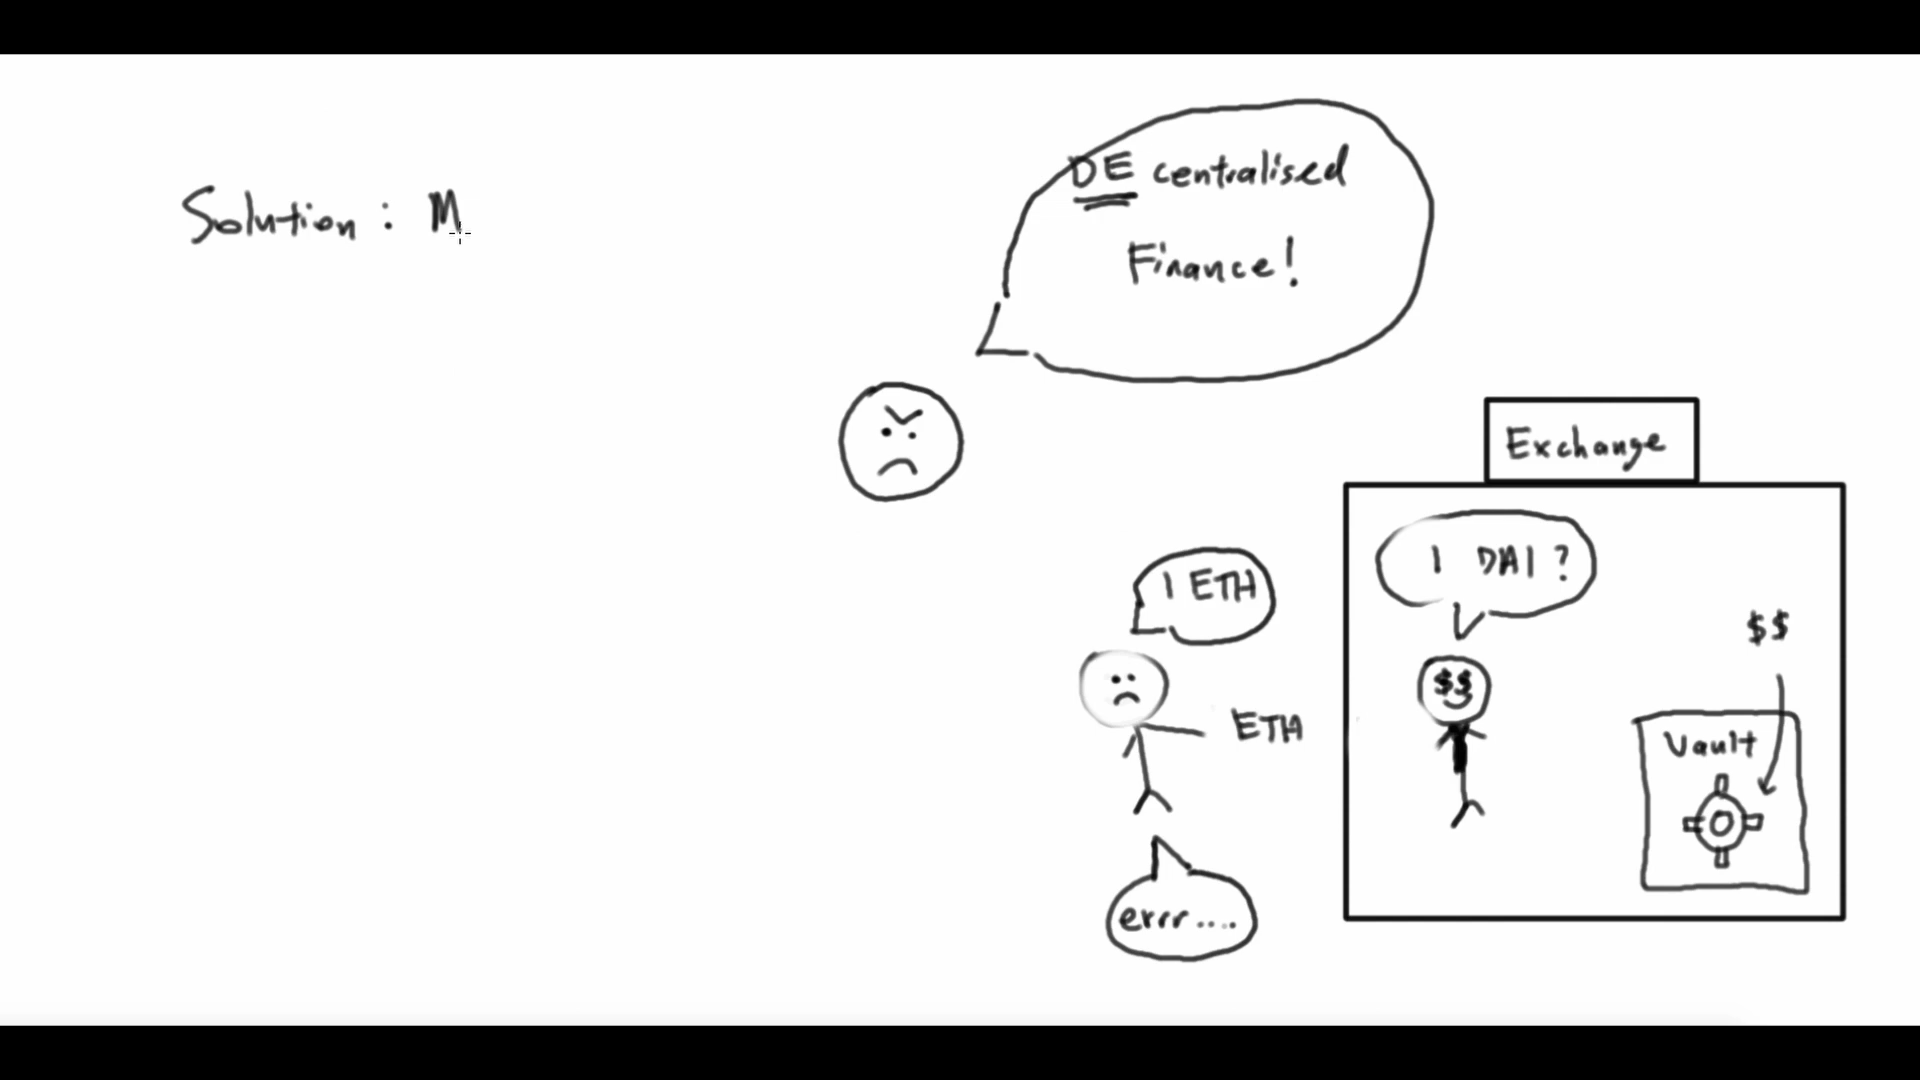 Solution : M
DE centralised
Finance!
Exchange
1 DAI ?
1 ETH
$$
$$
ETH
Vault
errr....